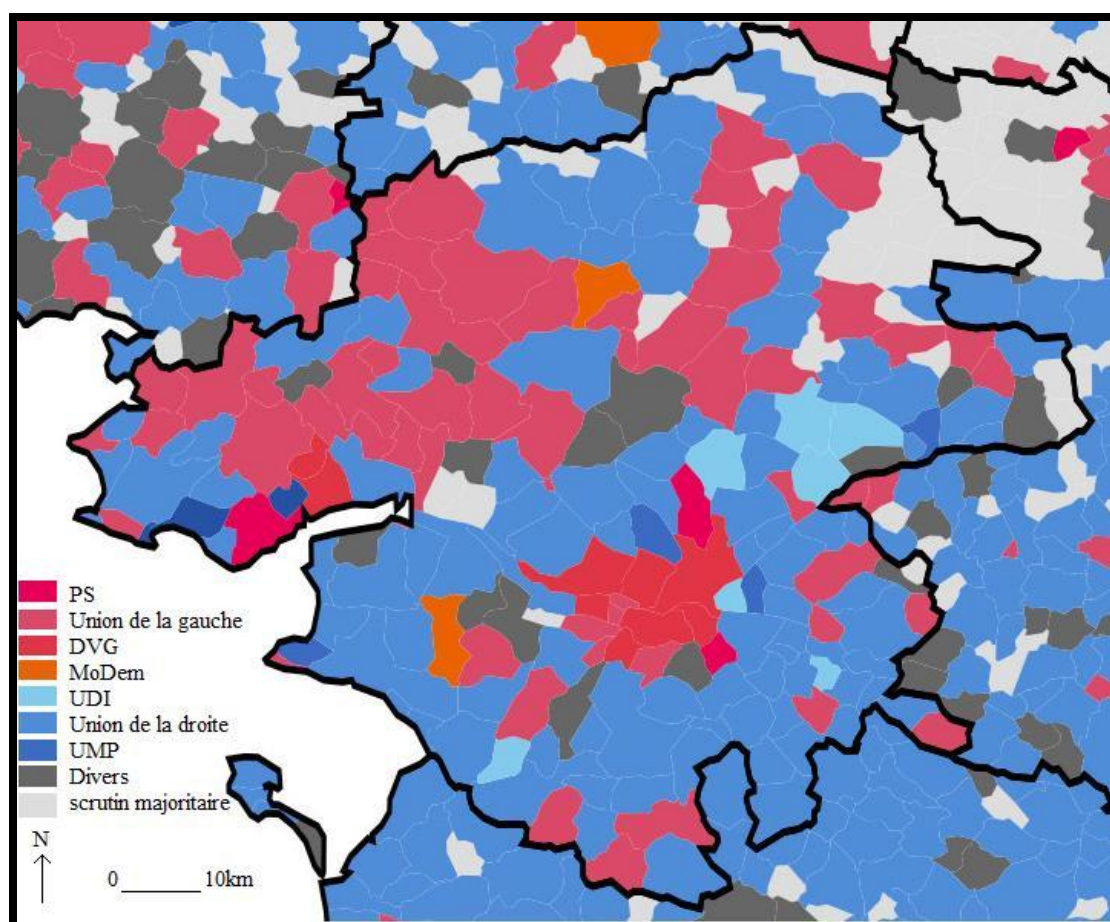 PS
Union de la gauche
DVG
MoDem
UDI
Union de la droite
UMP
Divers
scrutin majoritaire
N
0 10km